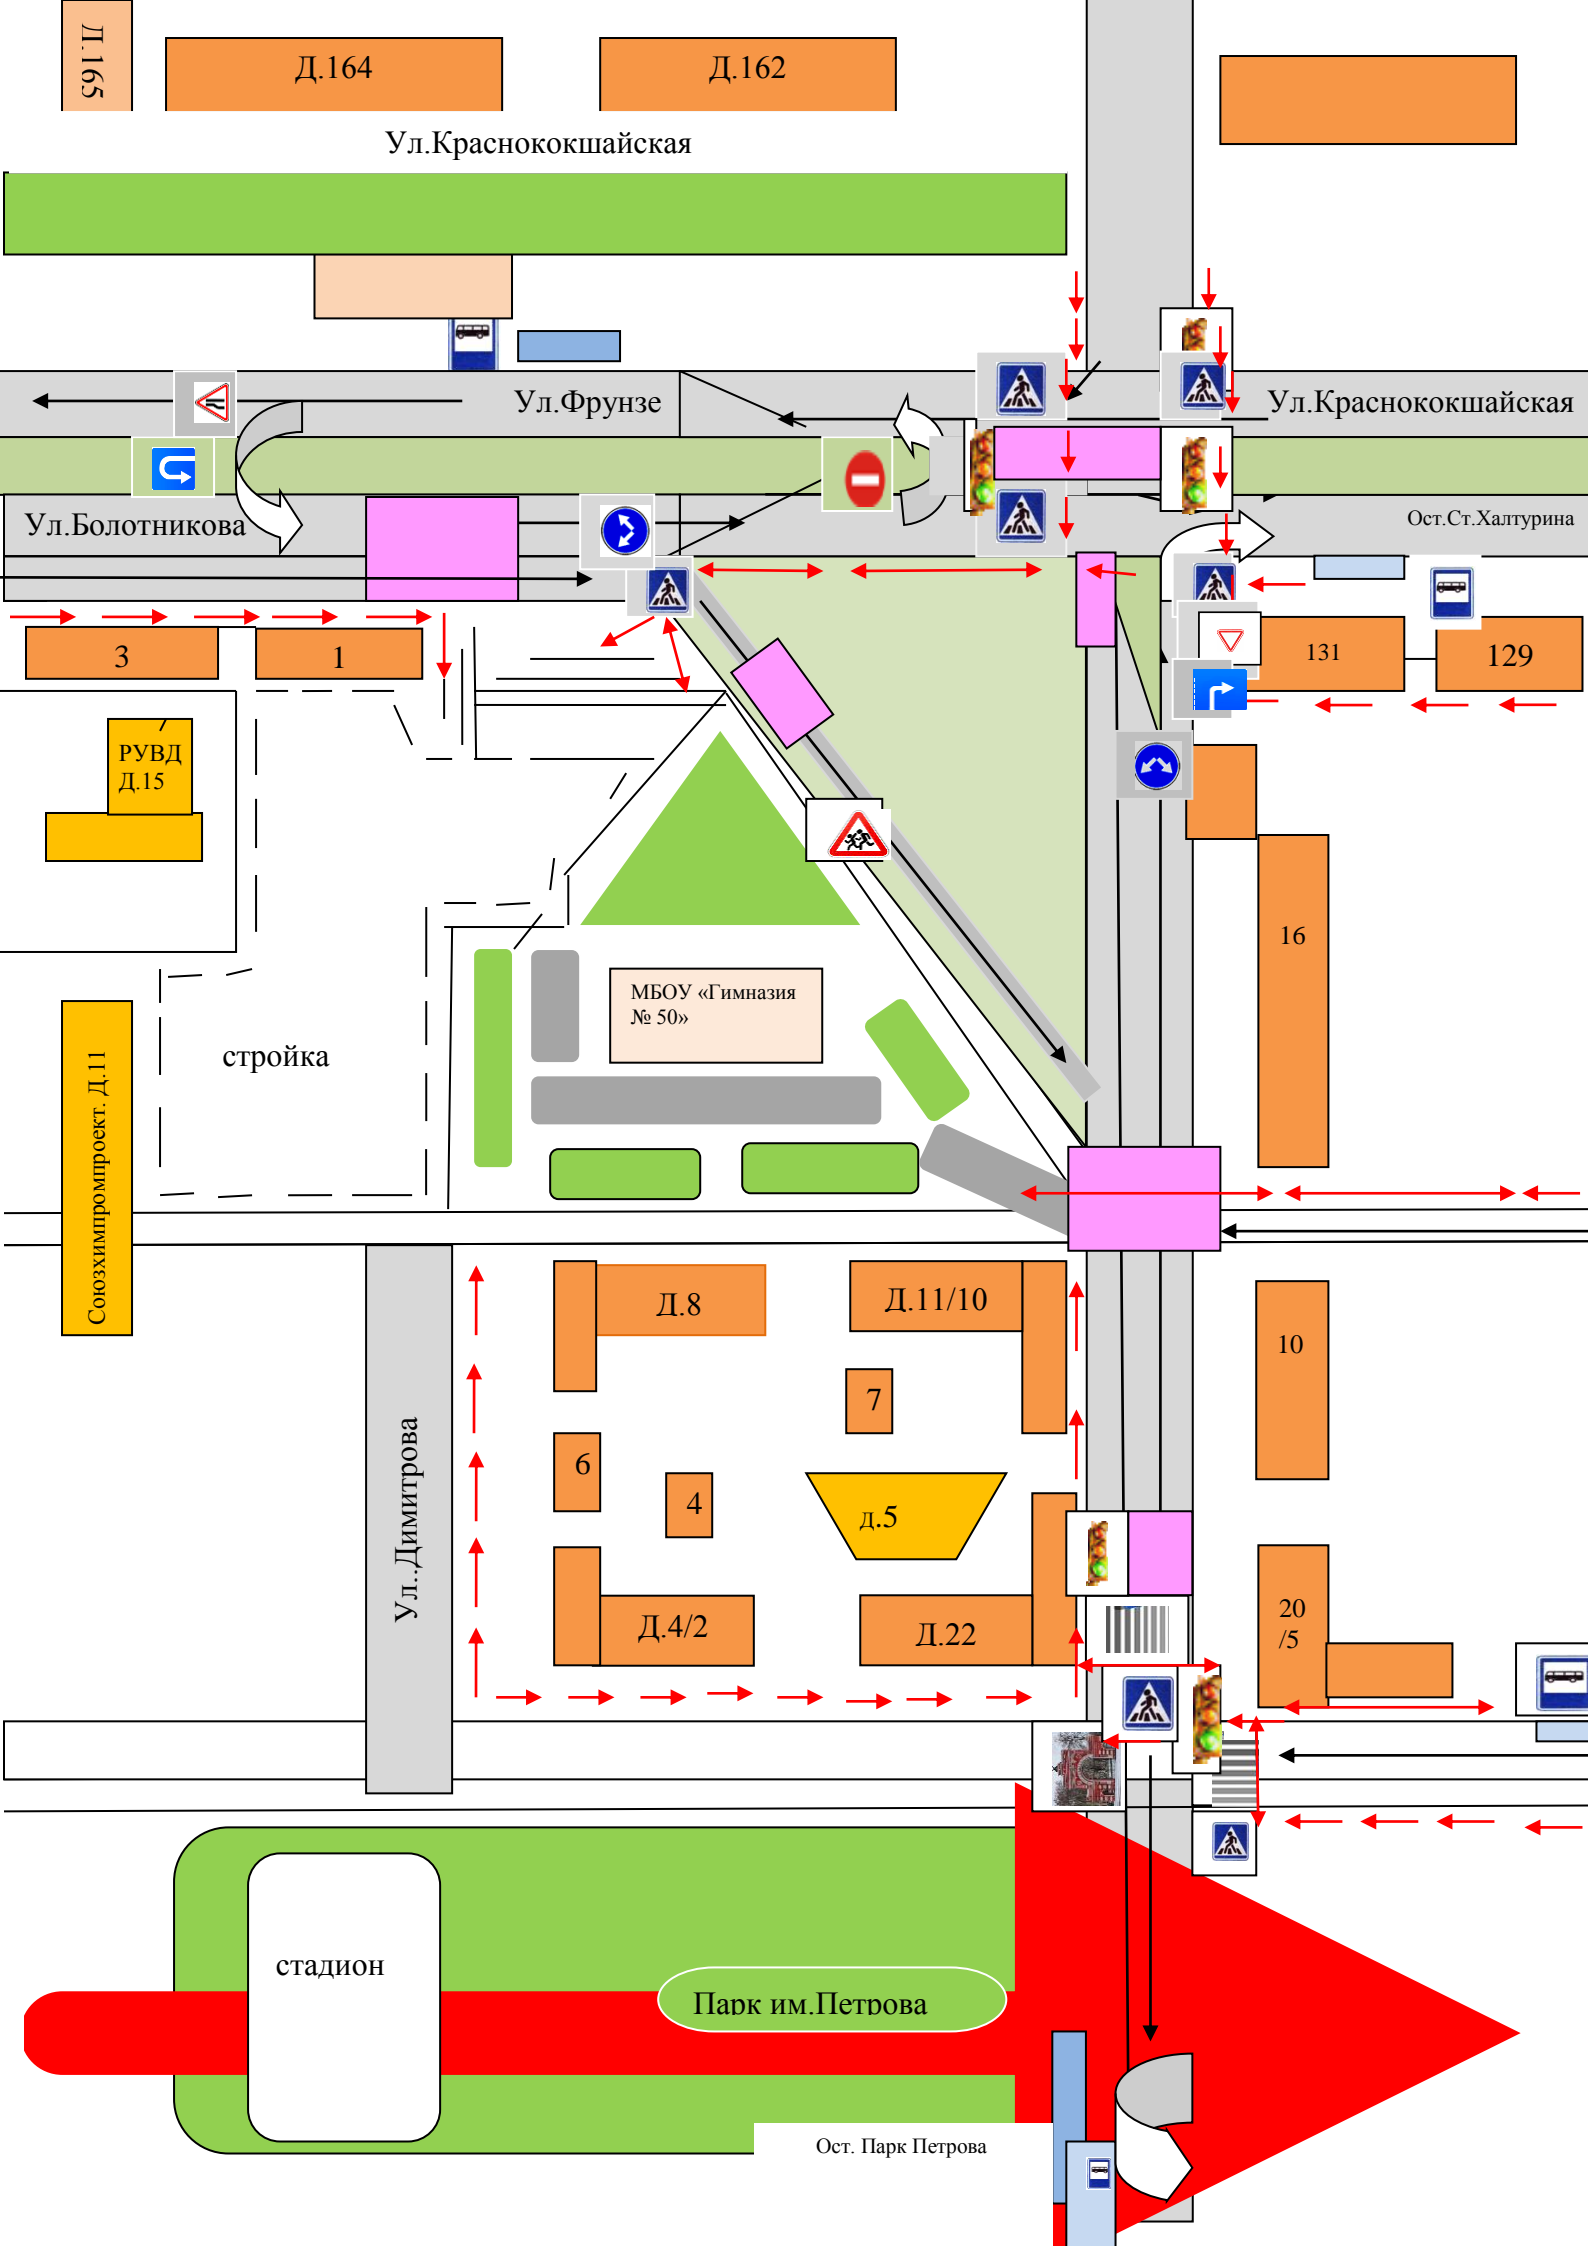 Д.165
Д.164
Д.162
Ул.Краснококшайская
Ул.Фрунзе
Ул.Краснококшайская
Ул.Болотникова
Ост.Ст.Халтурина
3
1
131
129
РУВД
Д.15
16
МБОУ «Гимназия
№ 50»
стройка
Союзхимпромпроект. Д.11
Д.8
Д.11/10
10
7
6
4
д.5
Ул..Димитрова
Д.4/2
Д.22
20
/5
стадион
Парк им.Петрова
Ост. Парк Петрова